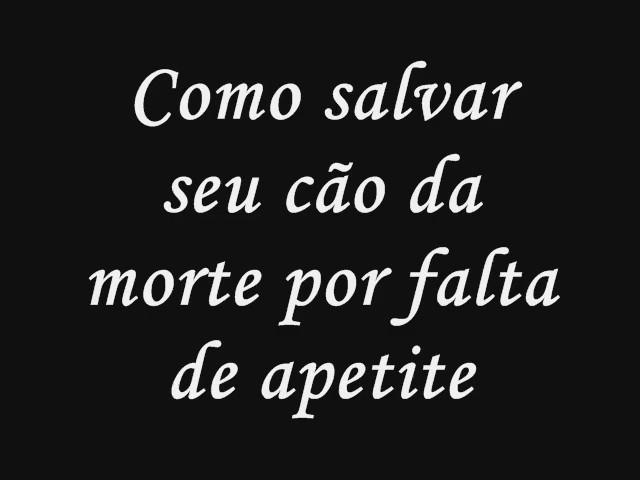 Como salvar
seu cão da
morte por falta
de apetite